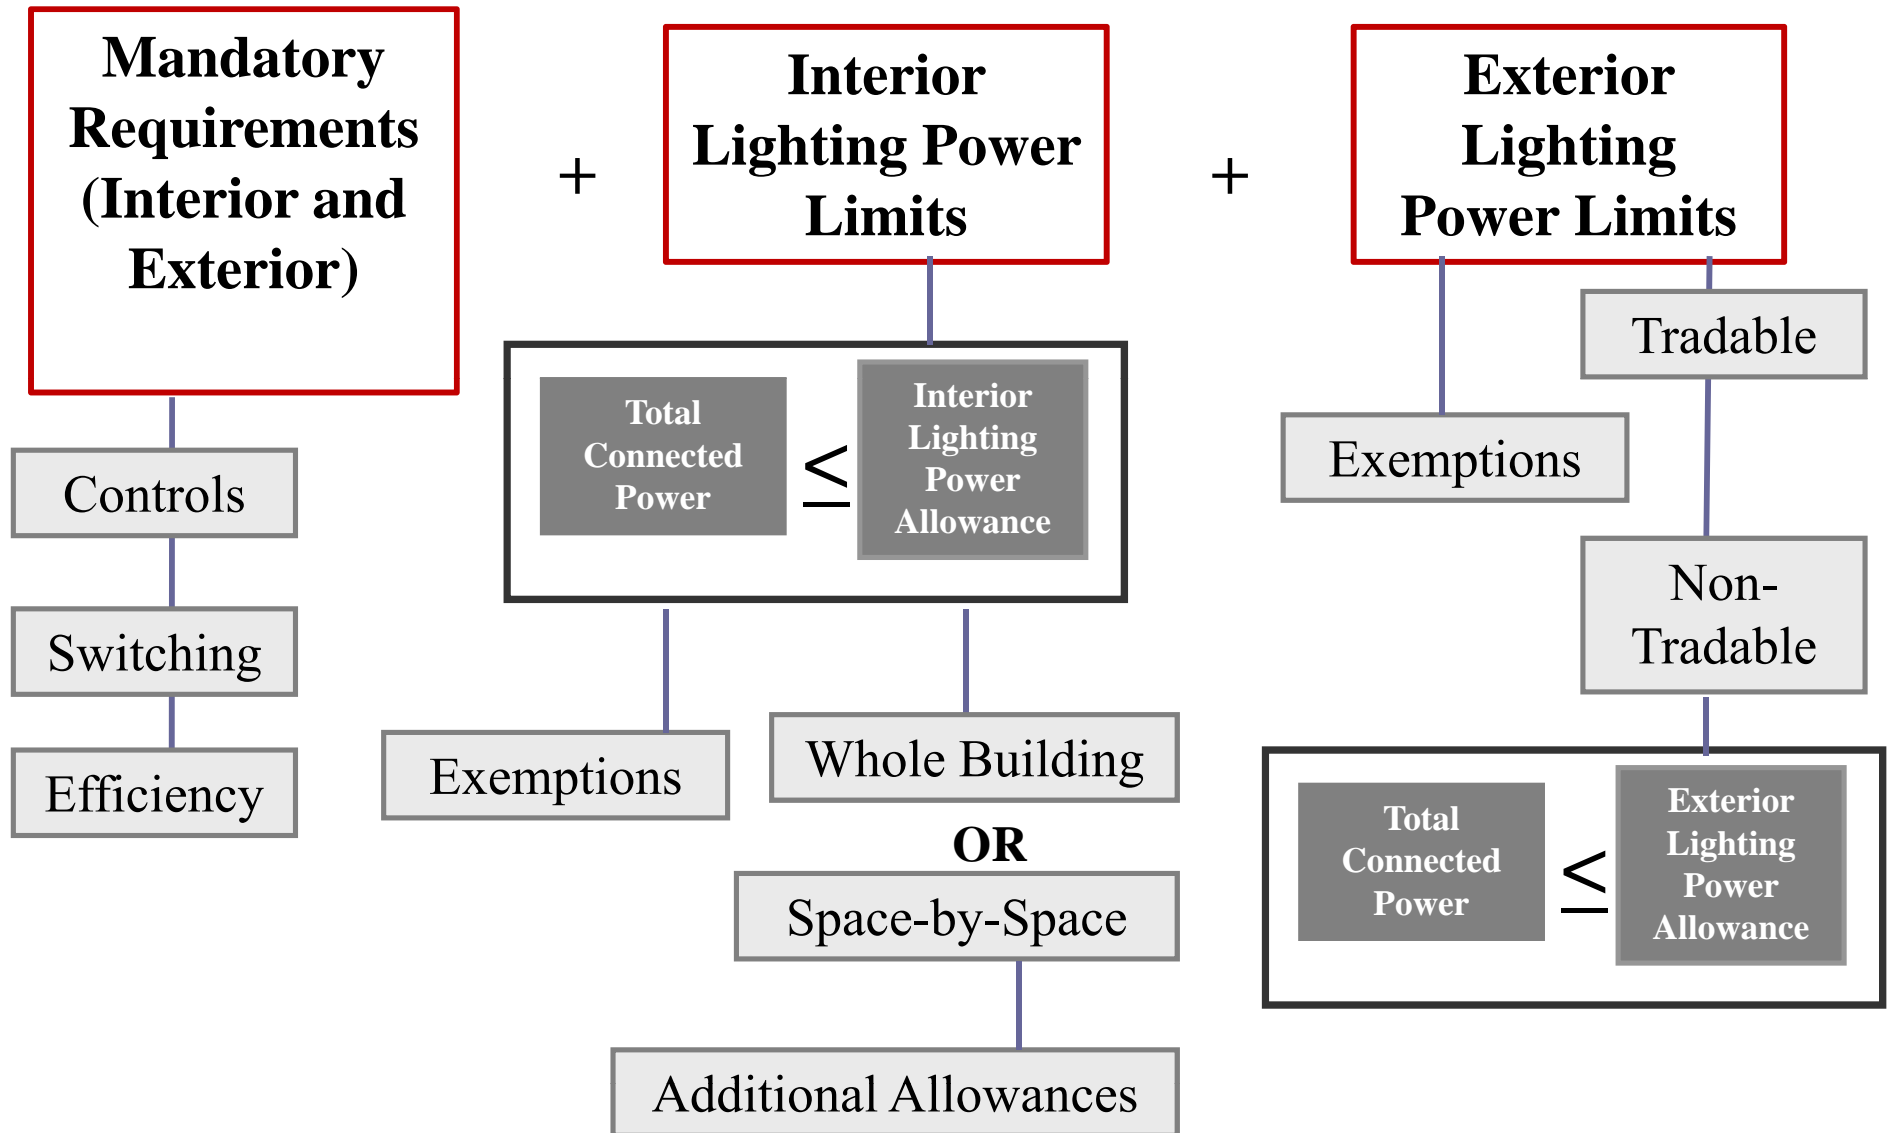 Mandatory
Requirements
(Interior and
Exterior)
+
Interior
Lighting Power
Limits
+
Exterior
Lighting
Power Limits
Controls
Switching
Efficiency
Total
Connected
Power
≤
Interior
Lighting
Power
Allowance
Exemptions
Whole Building
OR
Space-by-Space
Additional Allowances
Tradable
Exemptions
Non-
Tradable
Total
Connected
Power
≤
Exterior
Lighting
Power
Allowance